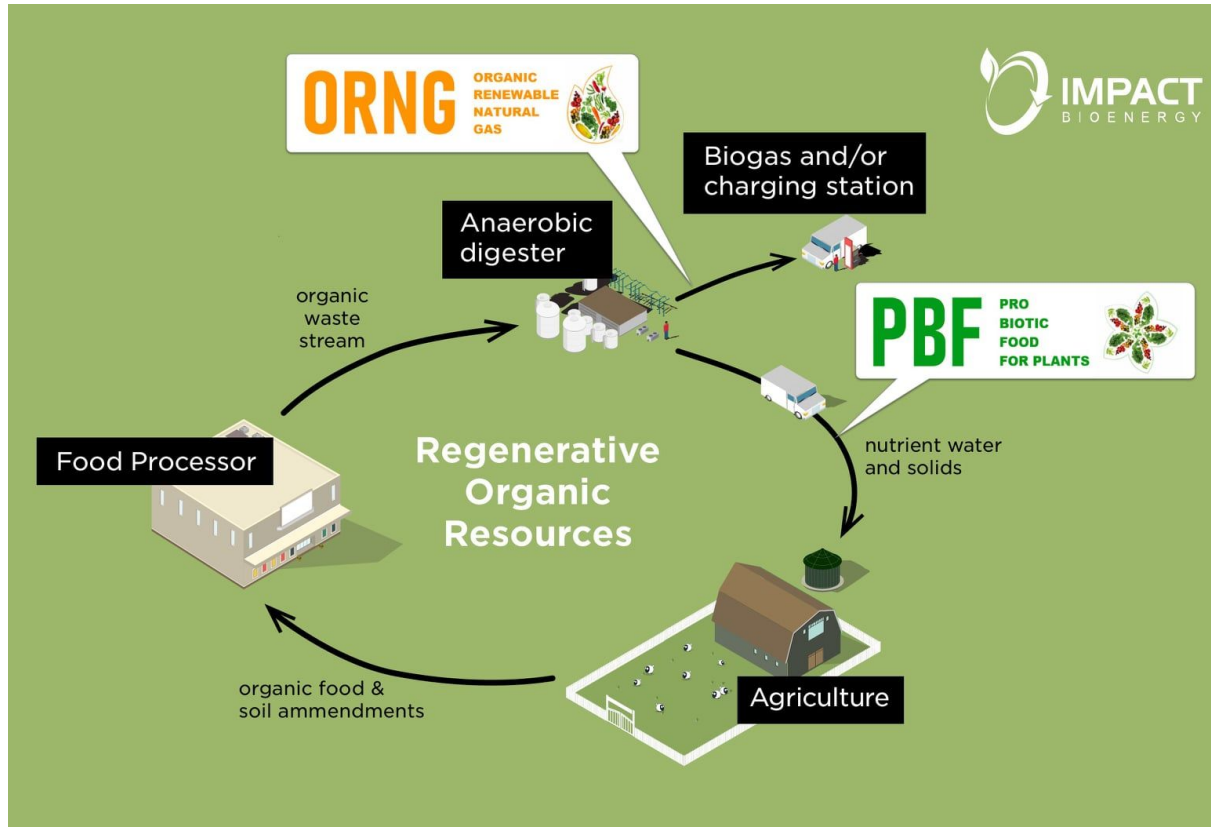 ORNG
ORGANIC
RENEWABLE
NATURAL
GAS
IMPACT
BIOENERGY
Biogas and/or
charging station
Anaerobic
digester
organic
waste
stream
PBF
PRO
BIOTIC
FOOD
FOR PLANTS
nutrient water
and solids
Food Processor
Regenerative
Organic
Resources
organic food &
soil ammendments
Agriculture